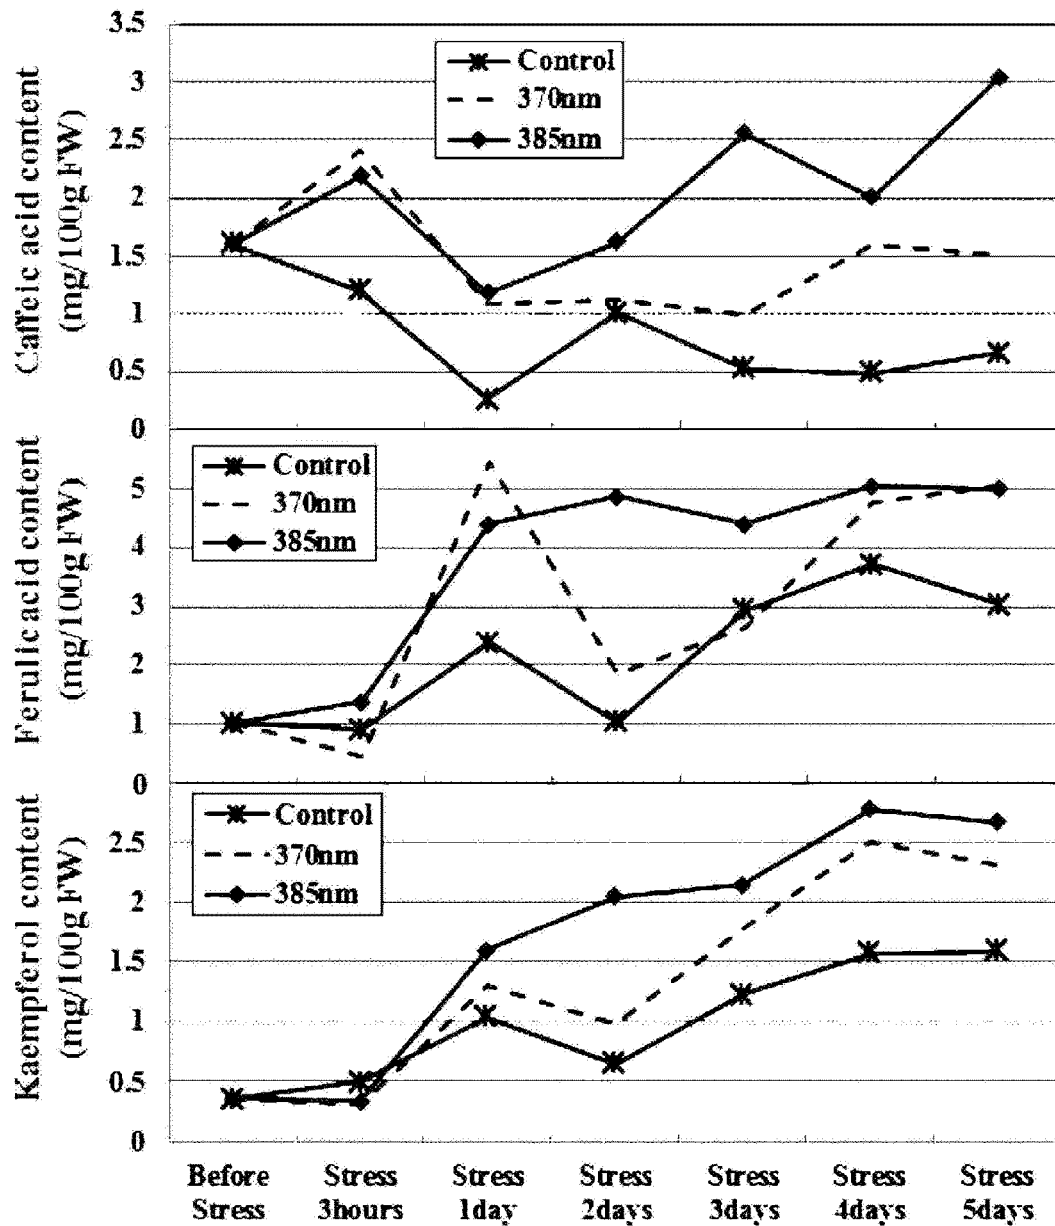 Caffeic acid content
(mg/100g FW)
3.5
3
2.5
2
1.5
1
0.5
0
Control
370nm
385nm
Ferulic acid content
(mg/100g FW)
5
4
3
2
1
0
Control
370nm
385nm
Kaempferol content
(mg/100g FW)
2.5
2
1.5
1
0.5
0
Control
370nm
385nm
Before
Stress
Stress
3hours
Stress
1day
Stress
2days
Stress
3days
Stress
4days
Stress
5days